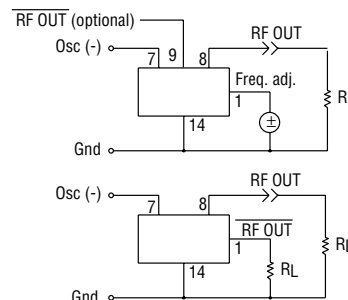 RF OUT (optional)
Osc (-)
7
9
8
RF OUT
Freq. adj.
1
±
R
14
Gnd
Osc (-)
7
8
RF OUT
RF OUT
1
RL
RL
14
Gnd